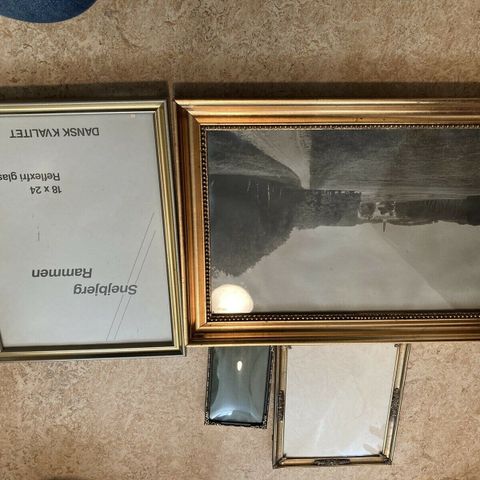 Snejbjerg
Rammen
18 x 24
Reflexfri glas
DANSK KVALITET